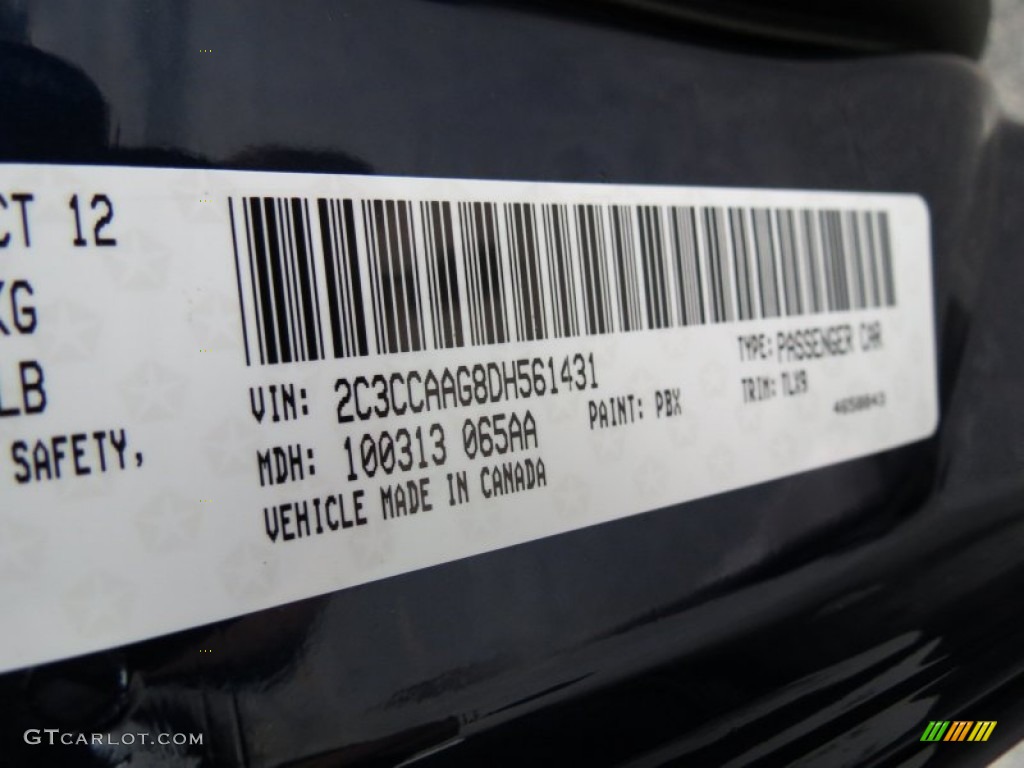 CT 12
KG
LB
SAFETY,
VIN: 2C3CCAAG8DH561431
TYPE: PASSENGER CAR
MDH: 100313 065AA
PAINT: PBX
TRIM: TLX9
VEHICLE MADE IN CANADA
4650043
GTCARLOT.COM